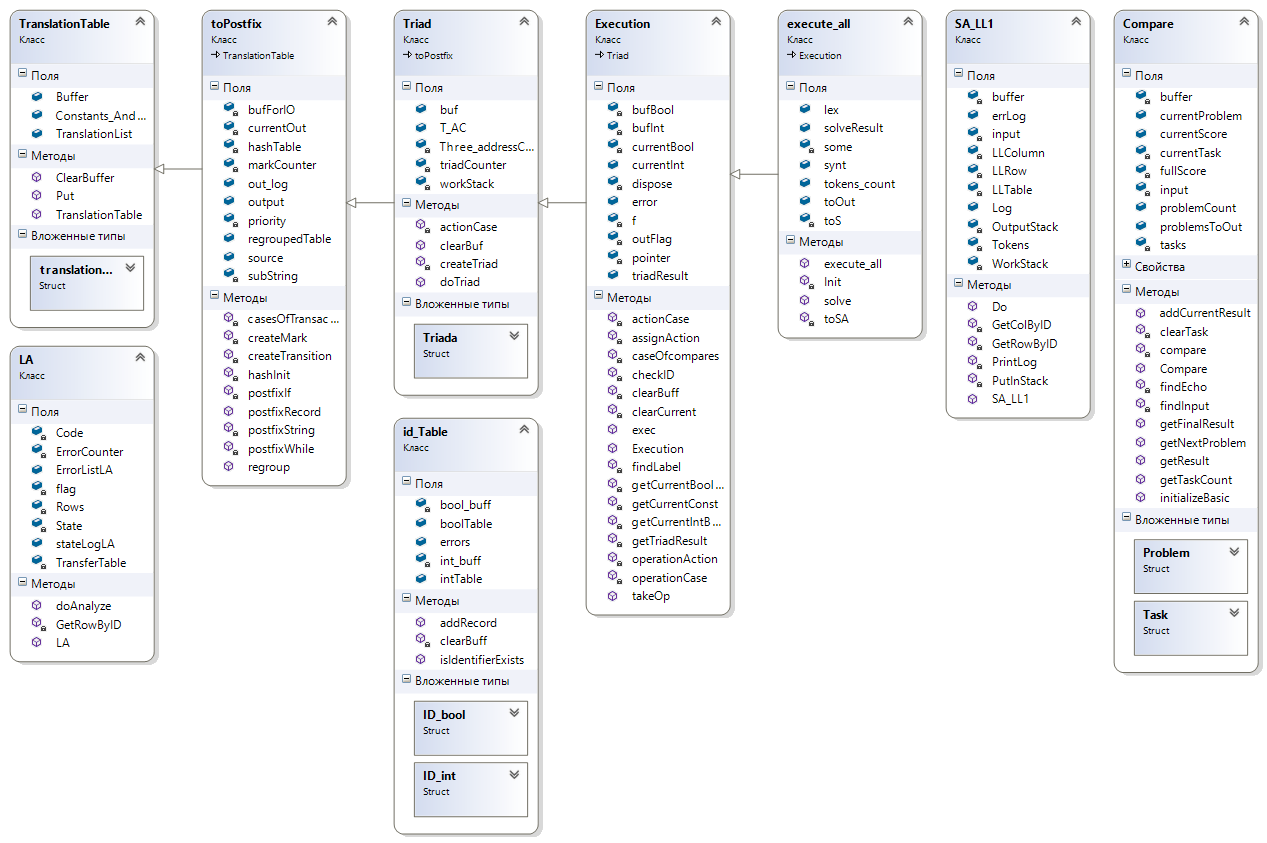 TranslationTable
Класс
Поля
Buffer
Constants_And ...
TranslationList
Методы
ClearBuffer
Put
TranslationTable
Вложенные типы
translation...
Struct
LA
Класс
Поля
Code
ErrorCounter
ErrorListLA
flag
Rows
State
stateLogLA
TransferTable
Методы
doAnalyze
GetRowByID
LA
toPostfix
Класс
TranslationTable
Поля
bufForIO
currentOut
hashTable
markCounter
out_log
output
priority
regroupedTable
source
subString
Методы
casesOfTransac ...
createMark
createTransition
hashInit
postfixIf
postfixRecord
postfixString
postfixWhile
regroup
Triad
Класс
toPostfix
Поля
buf
T_AC
Three_addressC...
triadCounter
workStack
Методы
actionCase
clearBuf
createTriad
doTriad
Вложенные типы
Triada
Struct
id_Table
Класс
Поля
bool_buff
boolTable
errors
int_buff
intTable
Методы
addRecord
clearBuff
isIdentifierExists
Вложенные типы
ID_bool
Struct
ID_int
Struct
Execution
Класс
Triad
Поля
bufBool
bufInt
currentBool
currentInt
dispose
error
f
outFlag
pointer
triadResult
Методы
actionCase
assignAction
caseOfcompares
checkID
clearBuff
clearCurrent
exec
Execution
findLabel
getCurrentBool ...
getCurrentConst
getCurrentIntB...
getTriadResult
operationAction
operationCase
takeOp
execute_all
Класс
Execution
Поля
lex
solveResult
some
synt
tokens_count
toOut
toS
Методы
execute_all
Init
solve
toSA
SA_LL1
Класс
Поля
buffer
errLog
input
LLColumn
LLRow
LLTable
Log
OutputStack
Tokens
WorkStack
Методы
Do
GetColByID
GetRowByID
PrintLog
PutInStack
SA_LL1
Compare
Класс
Поля
buffer
currentProblem
currentScore
currentTask
fullScore
input
problemCount
problemsToOut
tasks
Свойства
Методы
addCurrentResult
clearTask
compare
Compare
findEcho
findInput
getFinalResult
getNextProblem
getResult
getTaskCount
initializeBasic
Вложенные типы
Problem
Struct
Task
Struct